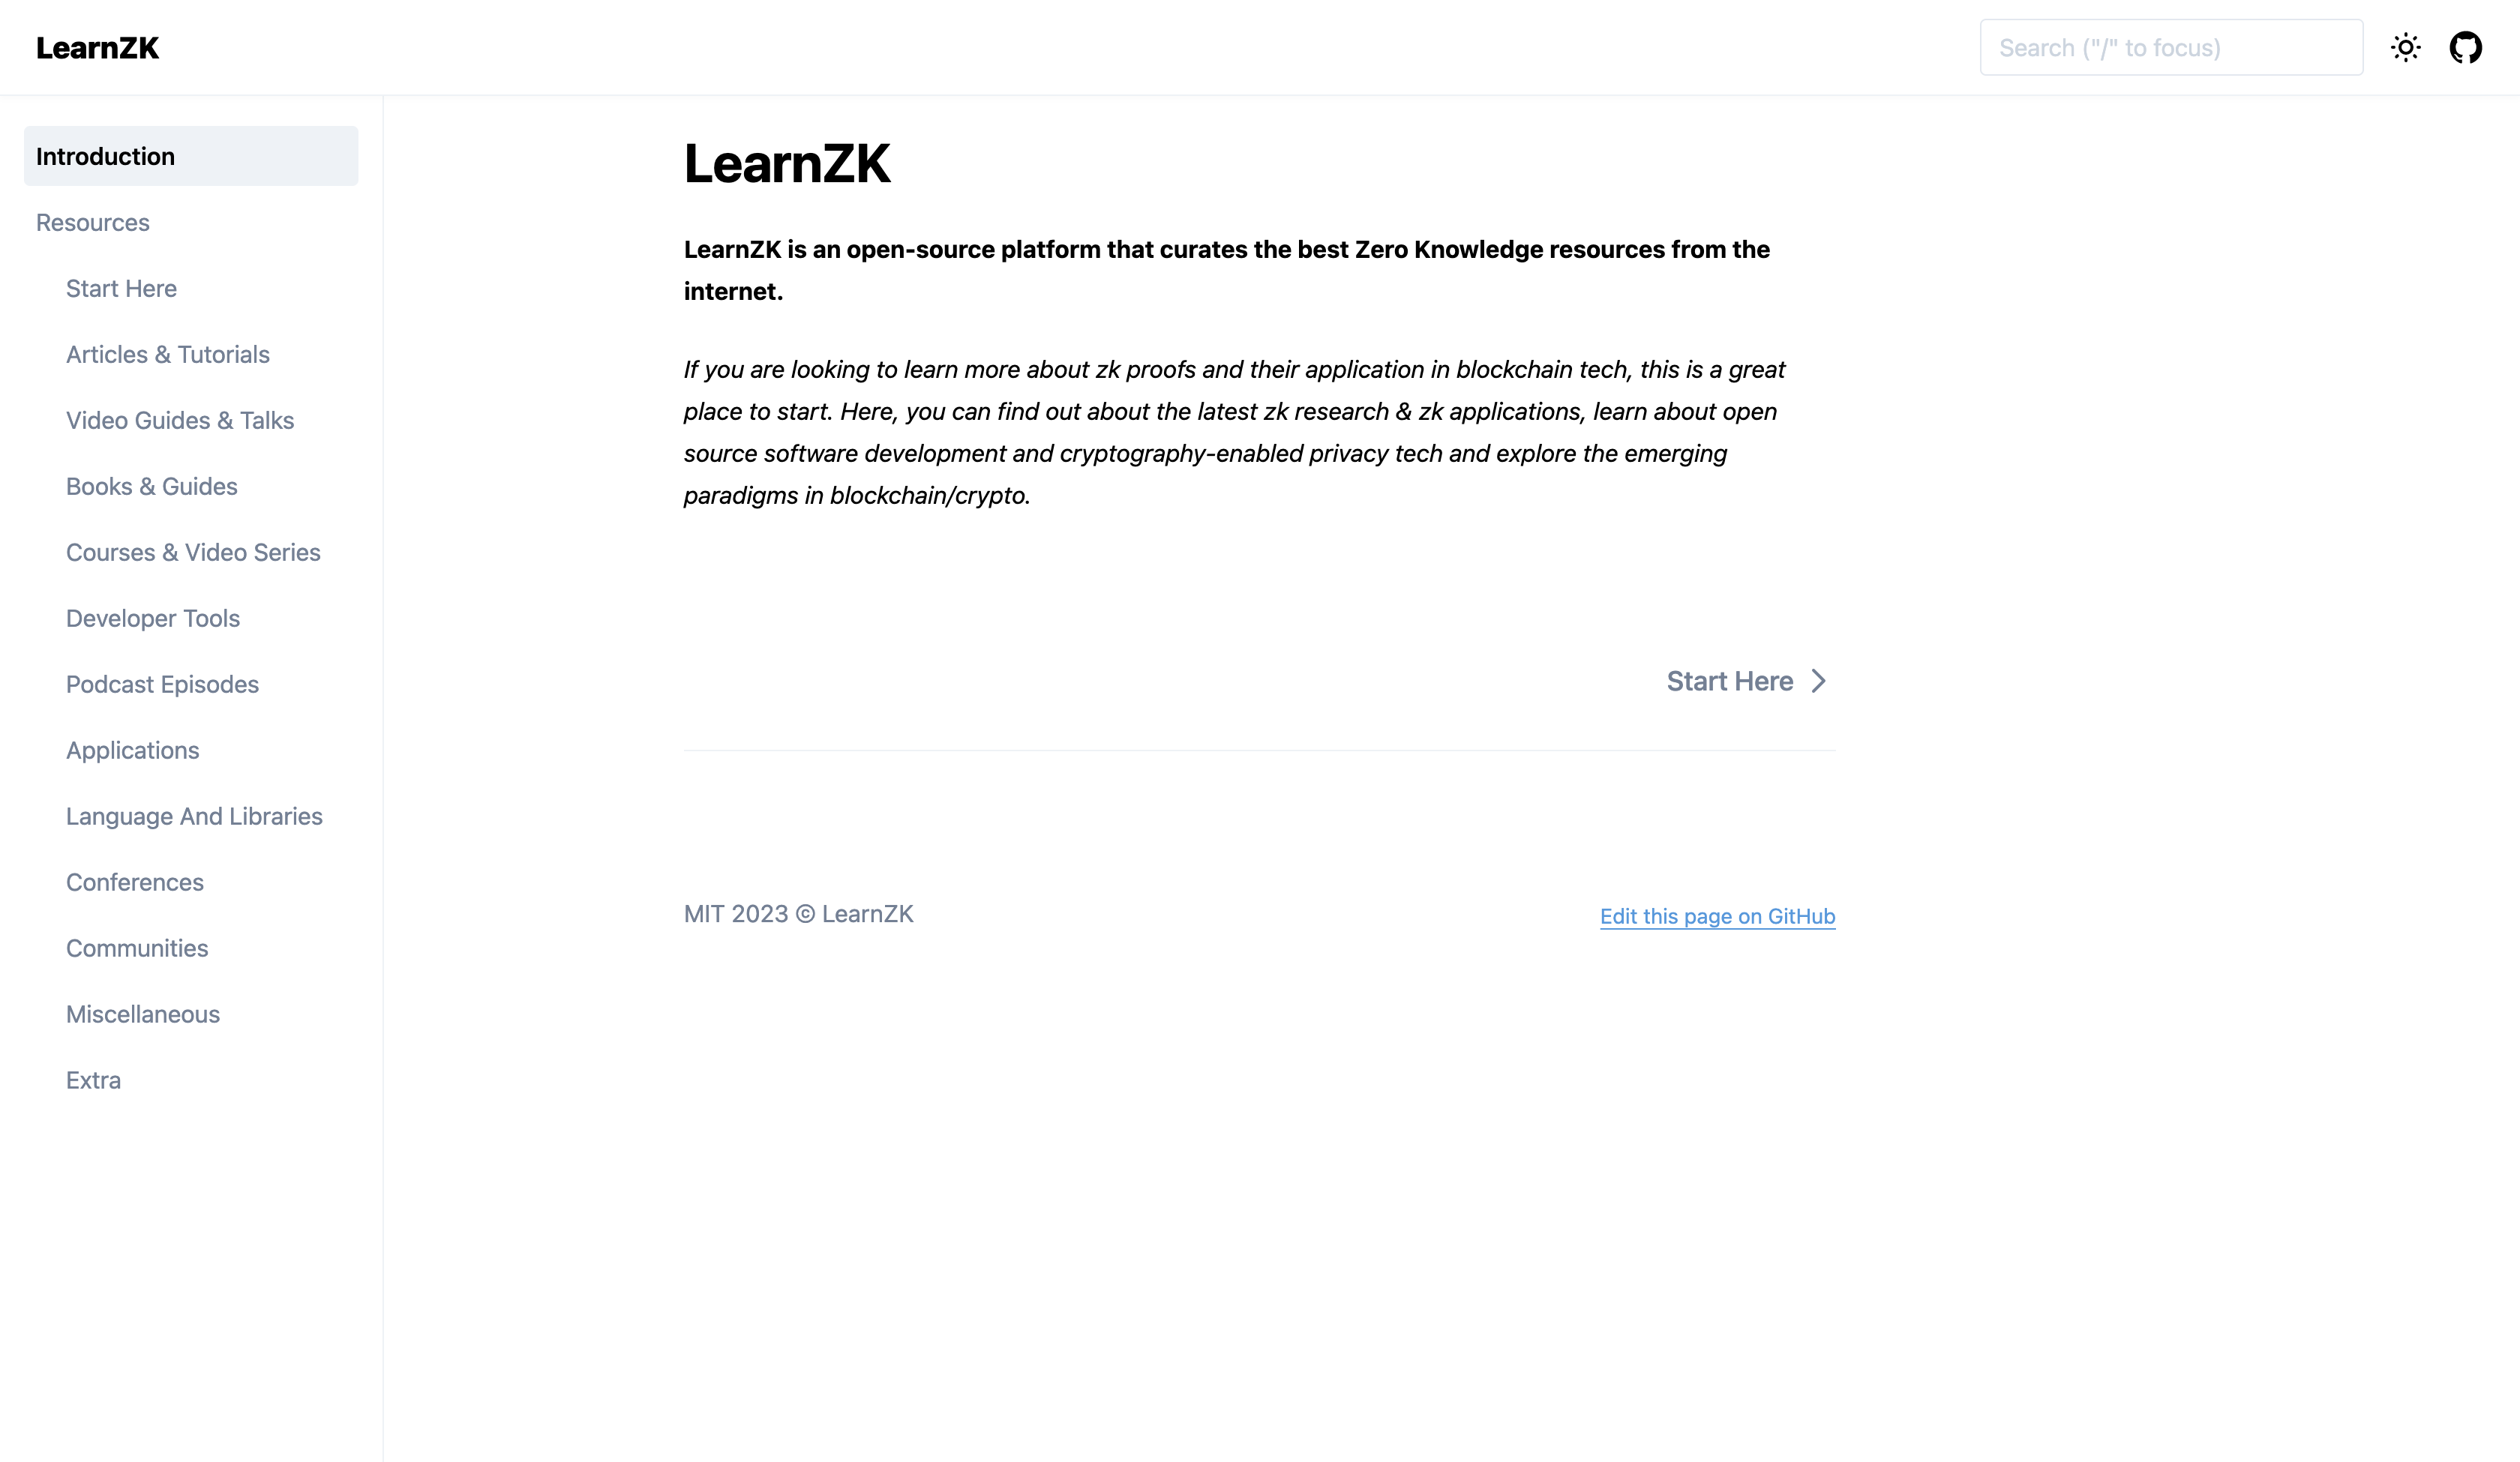 LearnZK
Search ("/" to focus)
Introduction
Resources
Start Here
Articles & Tutorials
Video Guides & Talks
Books & Guides
Courses & Video Series
Developer Tools
Podcast Episodes
Applications
Language And Libraries
Conferences
Communities
Miscellaneous
Extra
LearnZK
LearnZK is an open-source platform that curates the best Zero Knowledge resources from the
internet.
If you are looking to learn more about zk proofs and their application in blockchain tech, this is a great
place to start. Here, you can find out about the latest zk research & zk applications, learn about open
source software development and cryptography-enabled privacy tech and explore the emerging
paradigms in blockchain/crypto.
Start Here
MIT 2023 © LearnZK
Edit this page on GitHub